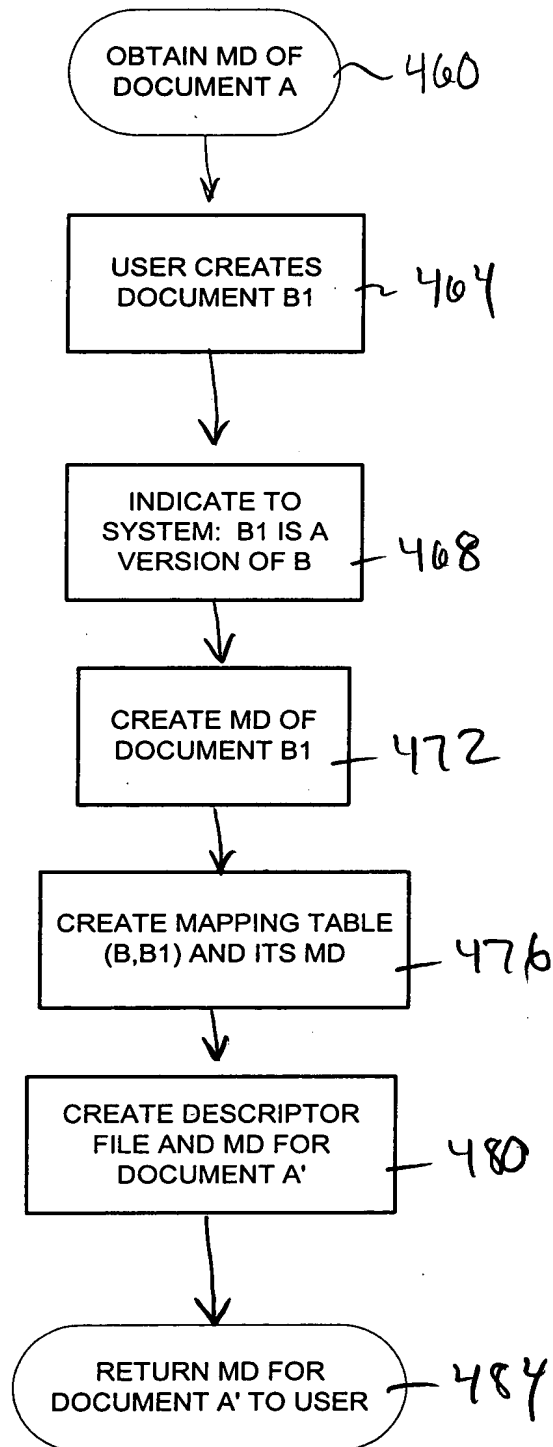 OBTAIN MD OF
DOCUMENT A
460
USER CREATES
DOCUMENT B1
464
INDICATE TO
SYSTEM: B1 IS A
VERSION OF B
468
CREATE MD OF
DOCUMENT B1
472
CREATE MAPPING TABLE
(B,B1) AND ITS MD
476
CREATE DESCRIPTOR
FILE AND MD FOR
DOCUMENT A'
480
RETURN MD FOR
DOCUMENT A' TO USER
484